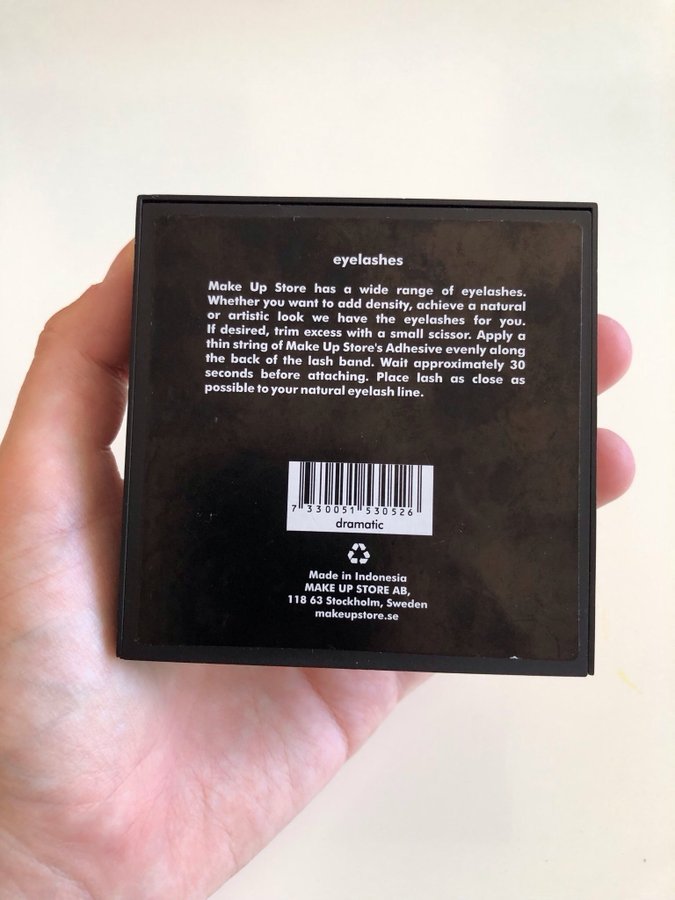 eyelashes
Make Up Store has a wide range of eyelashes.
Whether you want to add density, achieve a natural
or artistic look we have the eyelashes for you.
If desired, trim excess with a small scissor. Apply a
thin string of Make Up Store's Adhesive evenly along
the back of the lash band. Wait approximately 30
seconds before attaching. Place lash as close as
possible to your natural eyelash line.
7 330051 530526
dramatic
Made in Indonesia
MAKE UP STORE AB,
118 63 Stockholm, Sweden
makeupstore.se